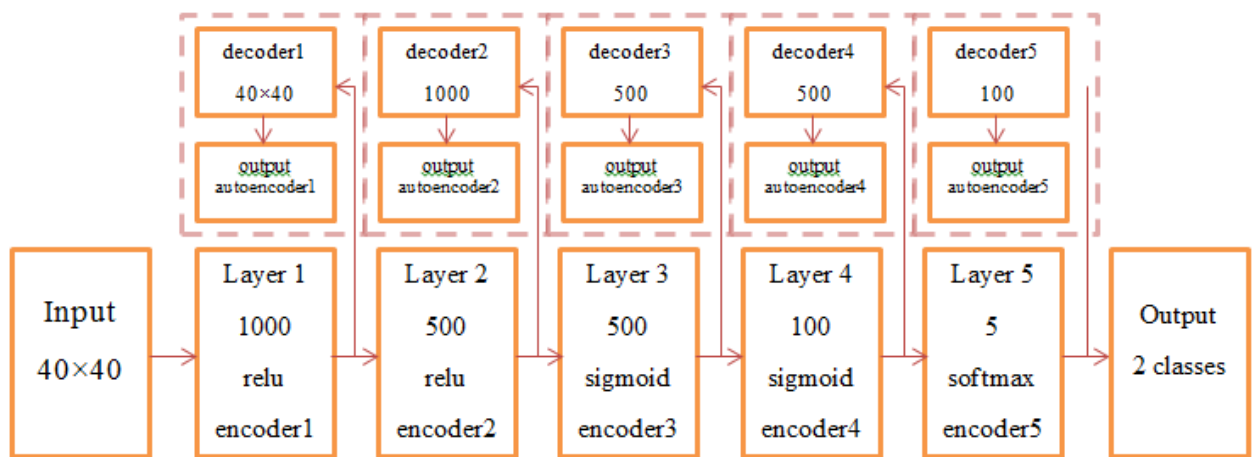 decoder1
40×40
output
autoencoder1
decoder2
1000
output
autoencoder2
decoder3
500
output
autoencoder3
decoder4
500
output
autoencoder4
decoder5
100
output
autoencoder5
Input
40×40
Layer 1
1000
relu
encoder1
Layer 2
500
relu
encoder2
Layer 3
500
sigmoid
encoder3
Layer 4
100
sigmoid
encoder4
Layer 5
5
softmax
encoder5
Output
2 classes